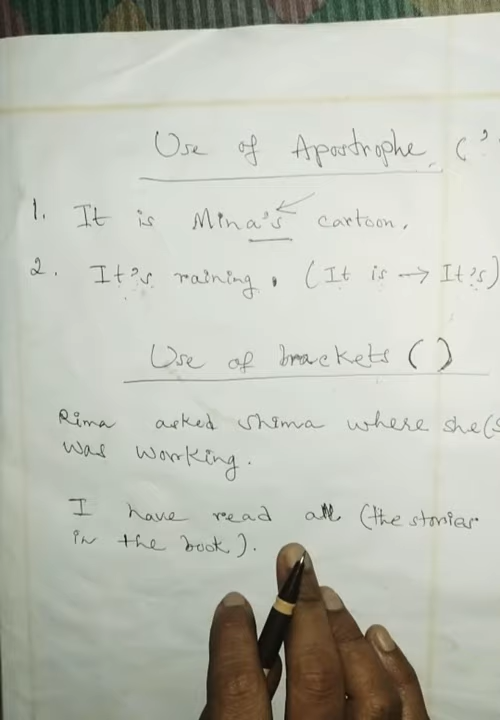 Use of Apostrophe. ( '
1. It is Mina's cartoon.
2. It's raining. (It is → It's)
Use of brackets ( )
Rima asked Shima where she(S
was working.
I have read all (the stories
in the book).